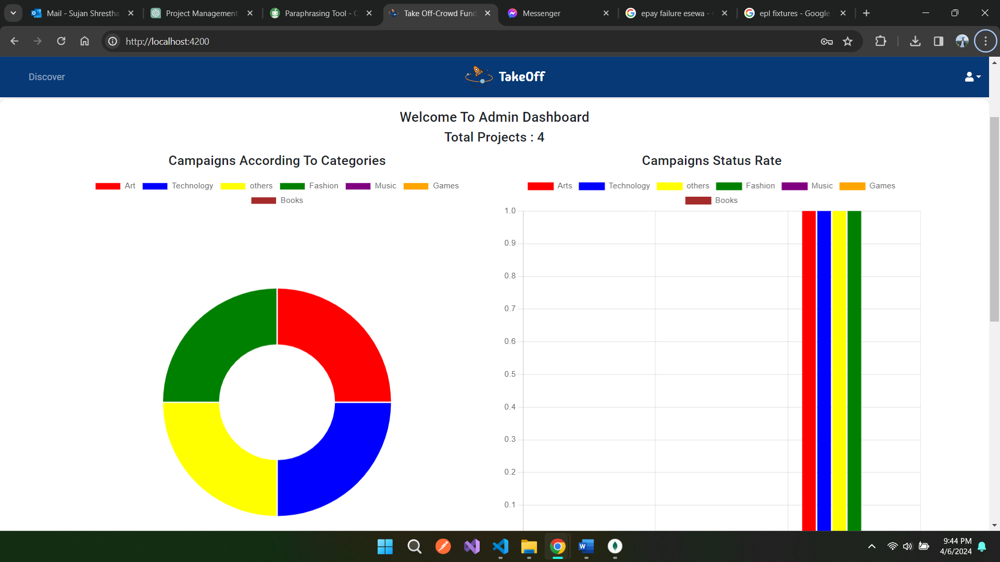 Mail - Sujan Shrestha
Project Management
Paraphrasing Tool - C
Take Off-Crowd Fund
Messenger
epay failure esewa -
epl fixtures - Google
http://localhost:4200
Discover
TakeOff
Welcome To Admin Dashboard
Total Projects : 4
Campaigns According To Categories
Art Technology others Fashion Music Games
Books
Campaigns Status Rate
Arts Technology others Fashion Music Games
Books
1.0
0.9
0.8
0.7
0.6
0.5
0.4
0.3
0.2
0.1
9:44 PM
4/6/2024